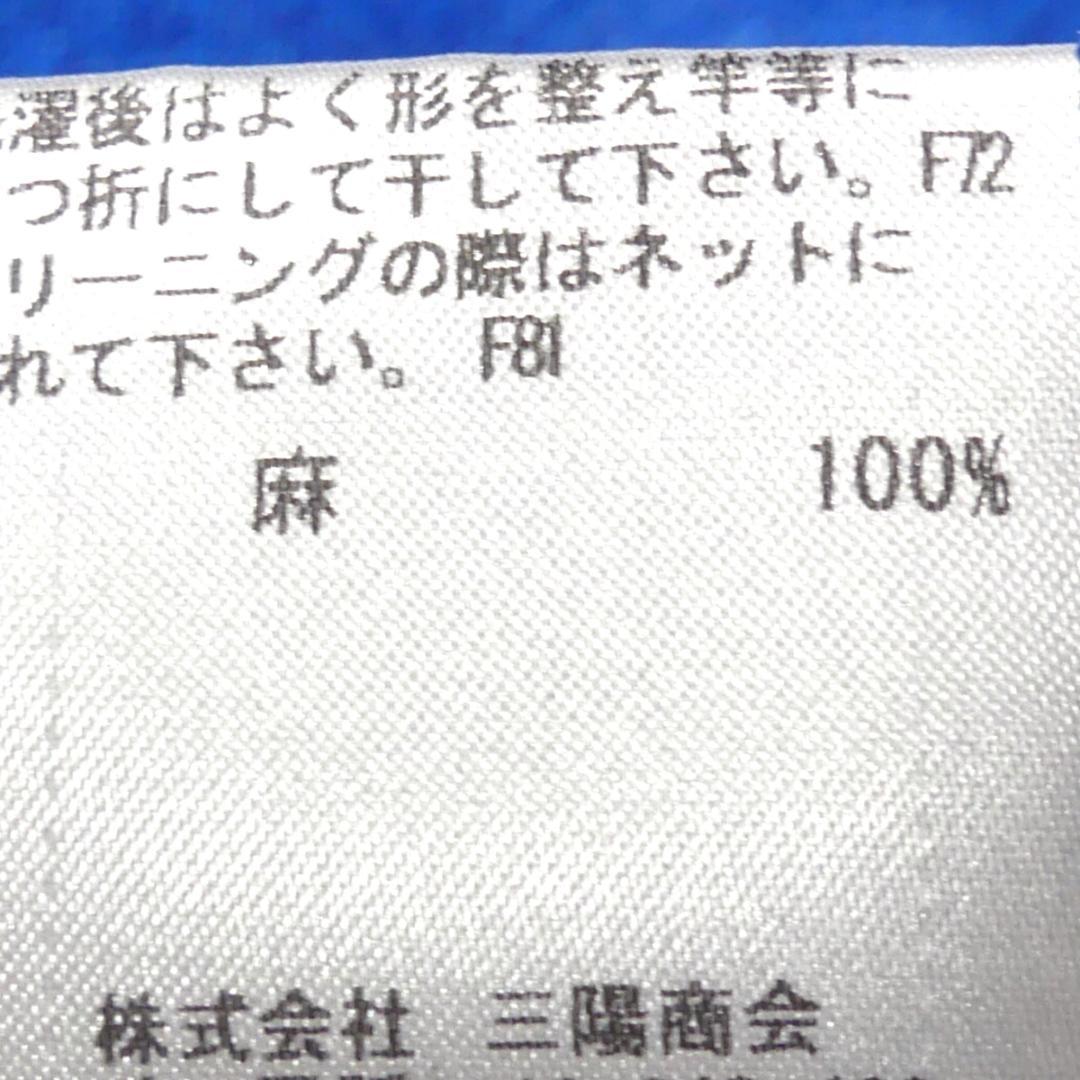 濯後はよく形を整え竿等に
つ折にして干して下さい。F72
リーニングの際はネットに
れて下さい。 F81
麻 100%
株式会社 三陽商会